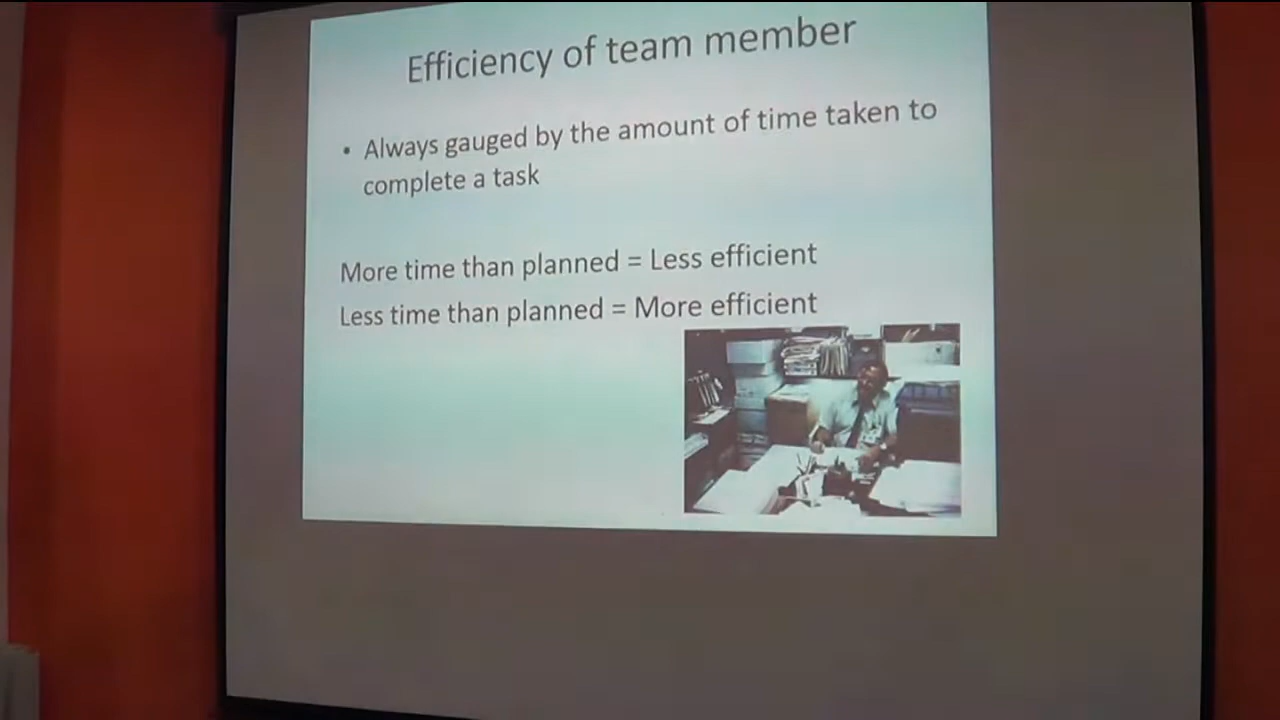 Efficiency of team member
• Always gauged by the amount of time taken to
complete a task
More time than planned = Less efficient
Less time than planned = More efficient